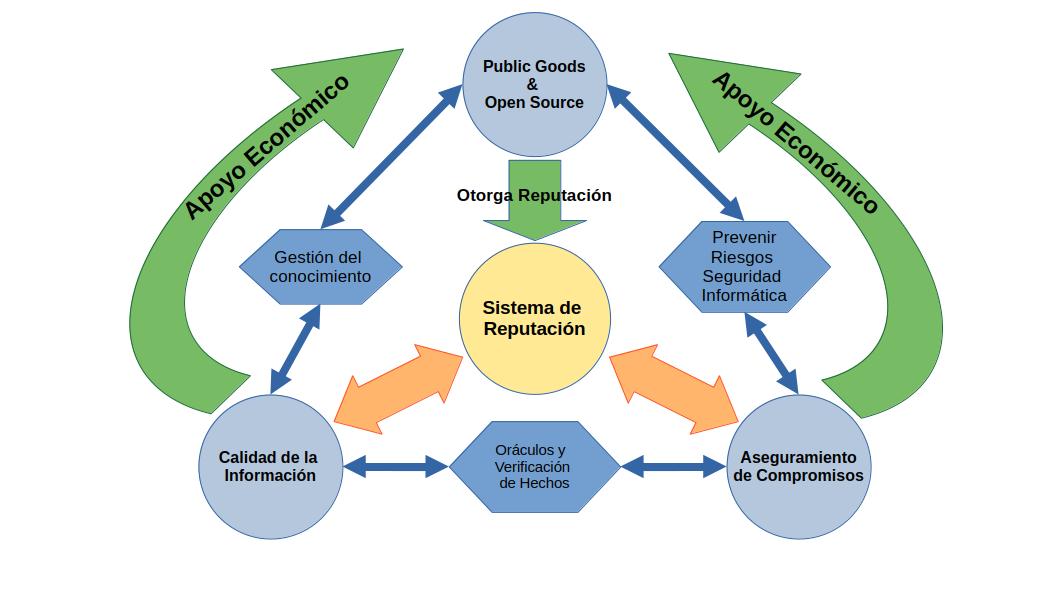 Public Goods
&
Open Source
Apoyo Económico
Apoyo Económico
Otorga Reputación
Gestión del
conocimiento
Prevenir
Riesgos
Seguridad
Informática
Sistema de
Reputación
Calidad de la
Información
Oráculos y
Verificación
de Hechos
Aseguramiento
de Compromisos